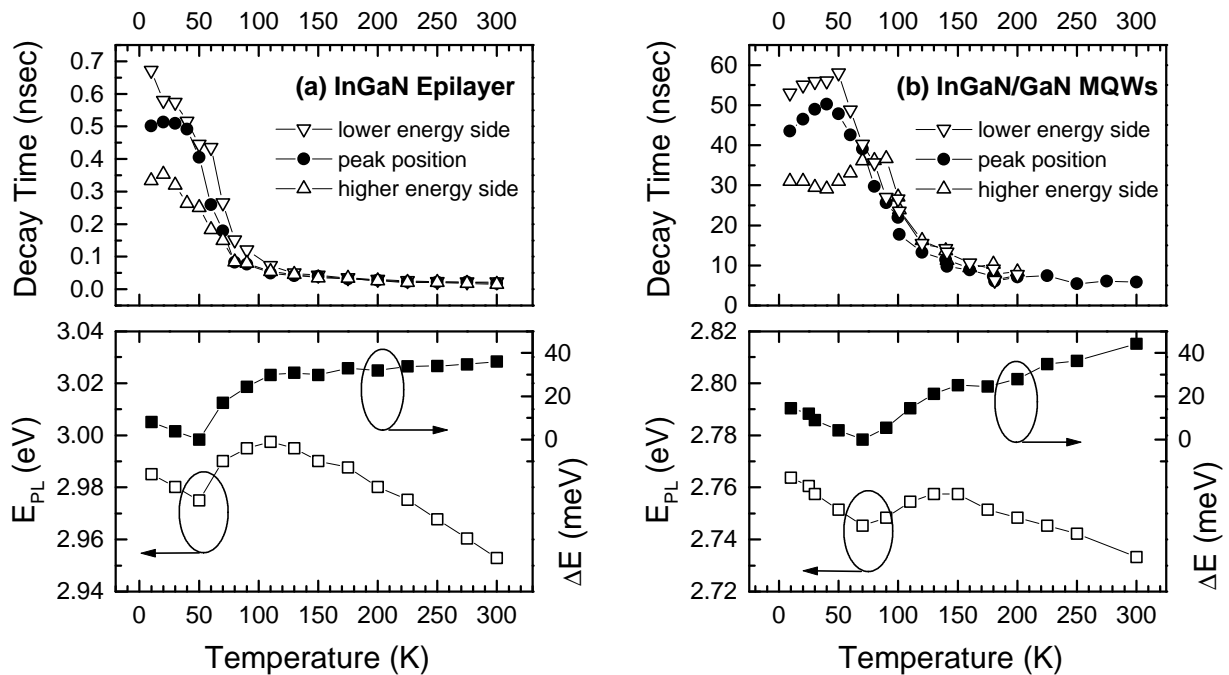 0 50 100 150 200 250 300
0.7
0.6
0.5
0.4
0.3
0.2
0.1
0.0
Decay Time (nsec)
(a) InGaN Epilayer
lower energy side
peak position
higher energy side
3.04
3.02
3.00
2.98
2.96
2.94
E_PL (eV)
40
20
0
ΔE (meV)
0 50 100 150 200 250 300
Temperature (K)
0 50 100 150 200 250 300
60
50
40
30
20
10
0
Decay Time (nsec)
(b) InGaN/GaN MQWs
lower energy side
peak position
higher energy side
2.82
2.80
2.78
2.76
2.74
2.72
E_PL (eV)
40
20
0
ΔE (meV)
0 50 100 150 200 250 300
Temperature (K)